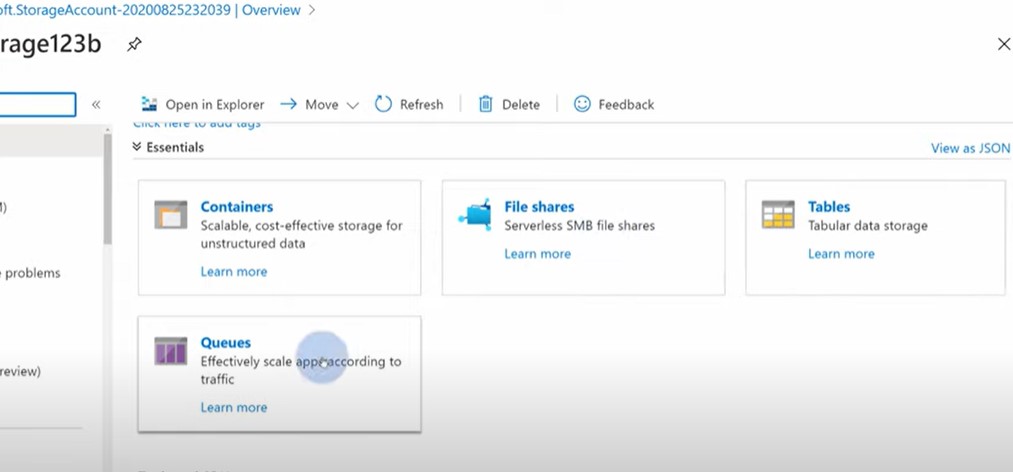 oft.StorageAccount-20200825232039 | Overview >
rage123b
«
Open in Explorer Move Refresh Delete Feedback
Click here to add tags
Essentials View as JSON
Containers
Scalable, cost-effective storage for
unstructured data
Learn more
File shares
Serverless SMB file shares
Learn more
Tables
Tabular data storage
Learn more
problems
Queues
Effectively scale apps according to
traffic
Learn more
review)